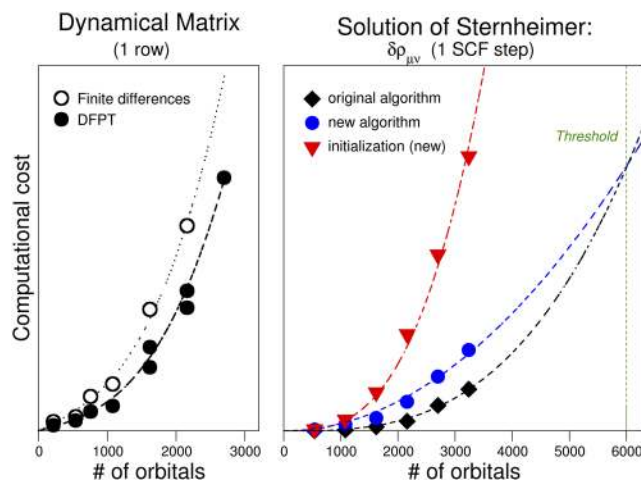 Dynamical Matrix
(1 row)
Computational cost
Finite differences
DFPT
0 1000 2000 3000
# of orbitals
Solution of Sternheimer:
δρμν (1 SCF step)
original algorithm
new algorithm
initialization (new)
Threshold
0 1000 2000 3000 4000 5000 6000
# of orbitals